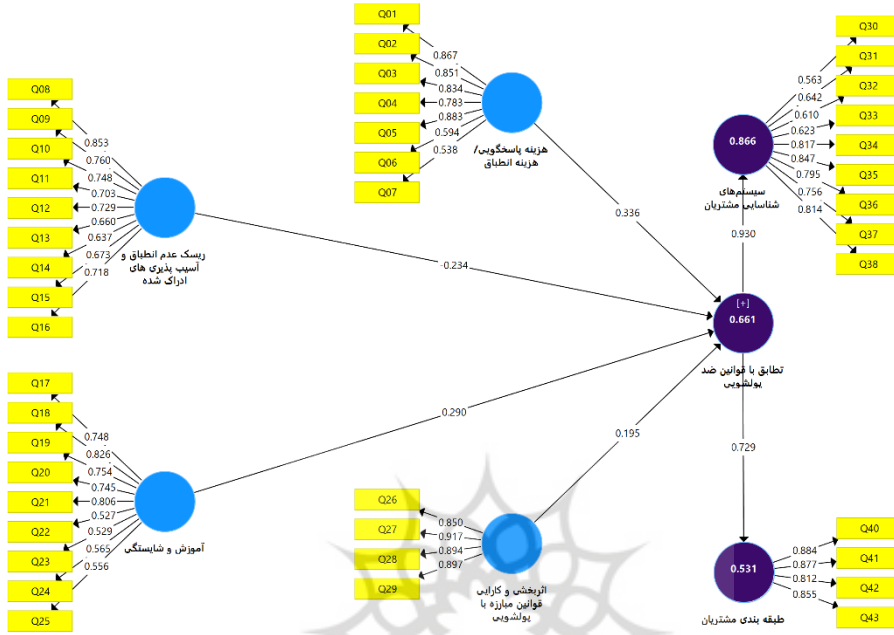 Q01
Q02
Q03
Q04
Q05
Q06
Q07
0.867
0.851
0.834
0.783
0.883
0.594
0.538
هزینه پاسخگویی/
هزینه انطباق
Q08
Q09
Q10
Q11
Q12
Q13
Q14
Q15
Q16
0.853
0.760
0.748
0.703
0.729
0.660
0.637
0.673
0.718
ریسک عدم انطباق و
آسیب پذیری های
ادراک شده
Q17
Q18
Q19
Q20
Q21
Q22
Q23
Q24
Q25
0.748
0.826
0.754
0.745
0.806
0.527
0.529
0.565
0.556
آموزش و شایستگی
Q26
Q27
Q28
Q29
0.850
0.917
0.894
0.897
اثربخشی و کارایی
قوانین مبارزه با
پولشویی
0.336
-0.234
0.290
0.195
[+]
0.661
تطابق با قوانین ضد
پولشویی
0.930
0.729
0.866
سیستم‌های
شناسایی مشتریان
0.563
0.642
0.610
0.623
0.817
0.847
0.795
0.756
0.814
Q30
Q31
Q32
Q33
Q34
Q35
Q36
Q37
Q38
0.531
طبقه بندی مشتریان
0.884
0.877
0.812
0.855
Q40
Q41
Q42
Q43